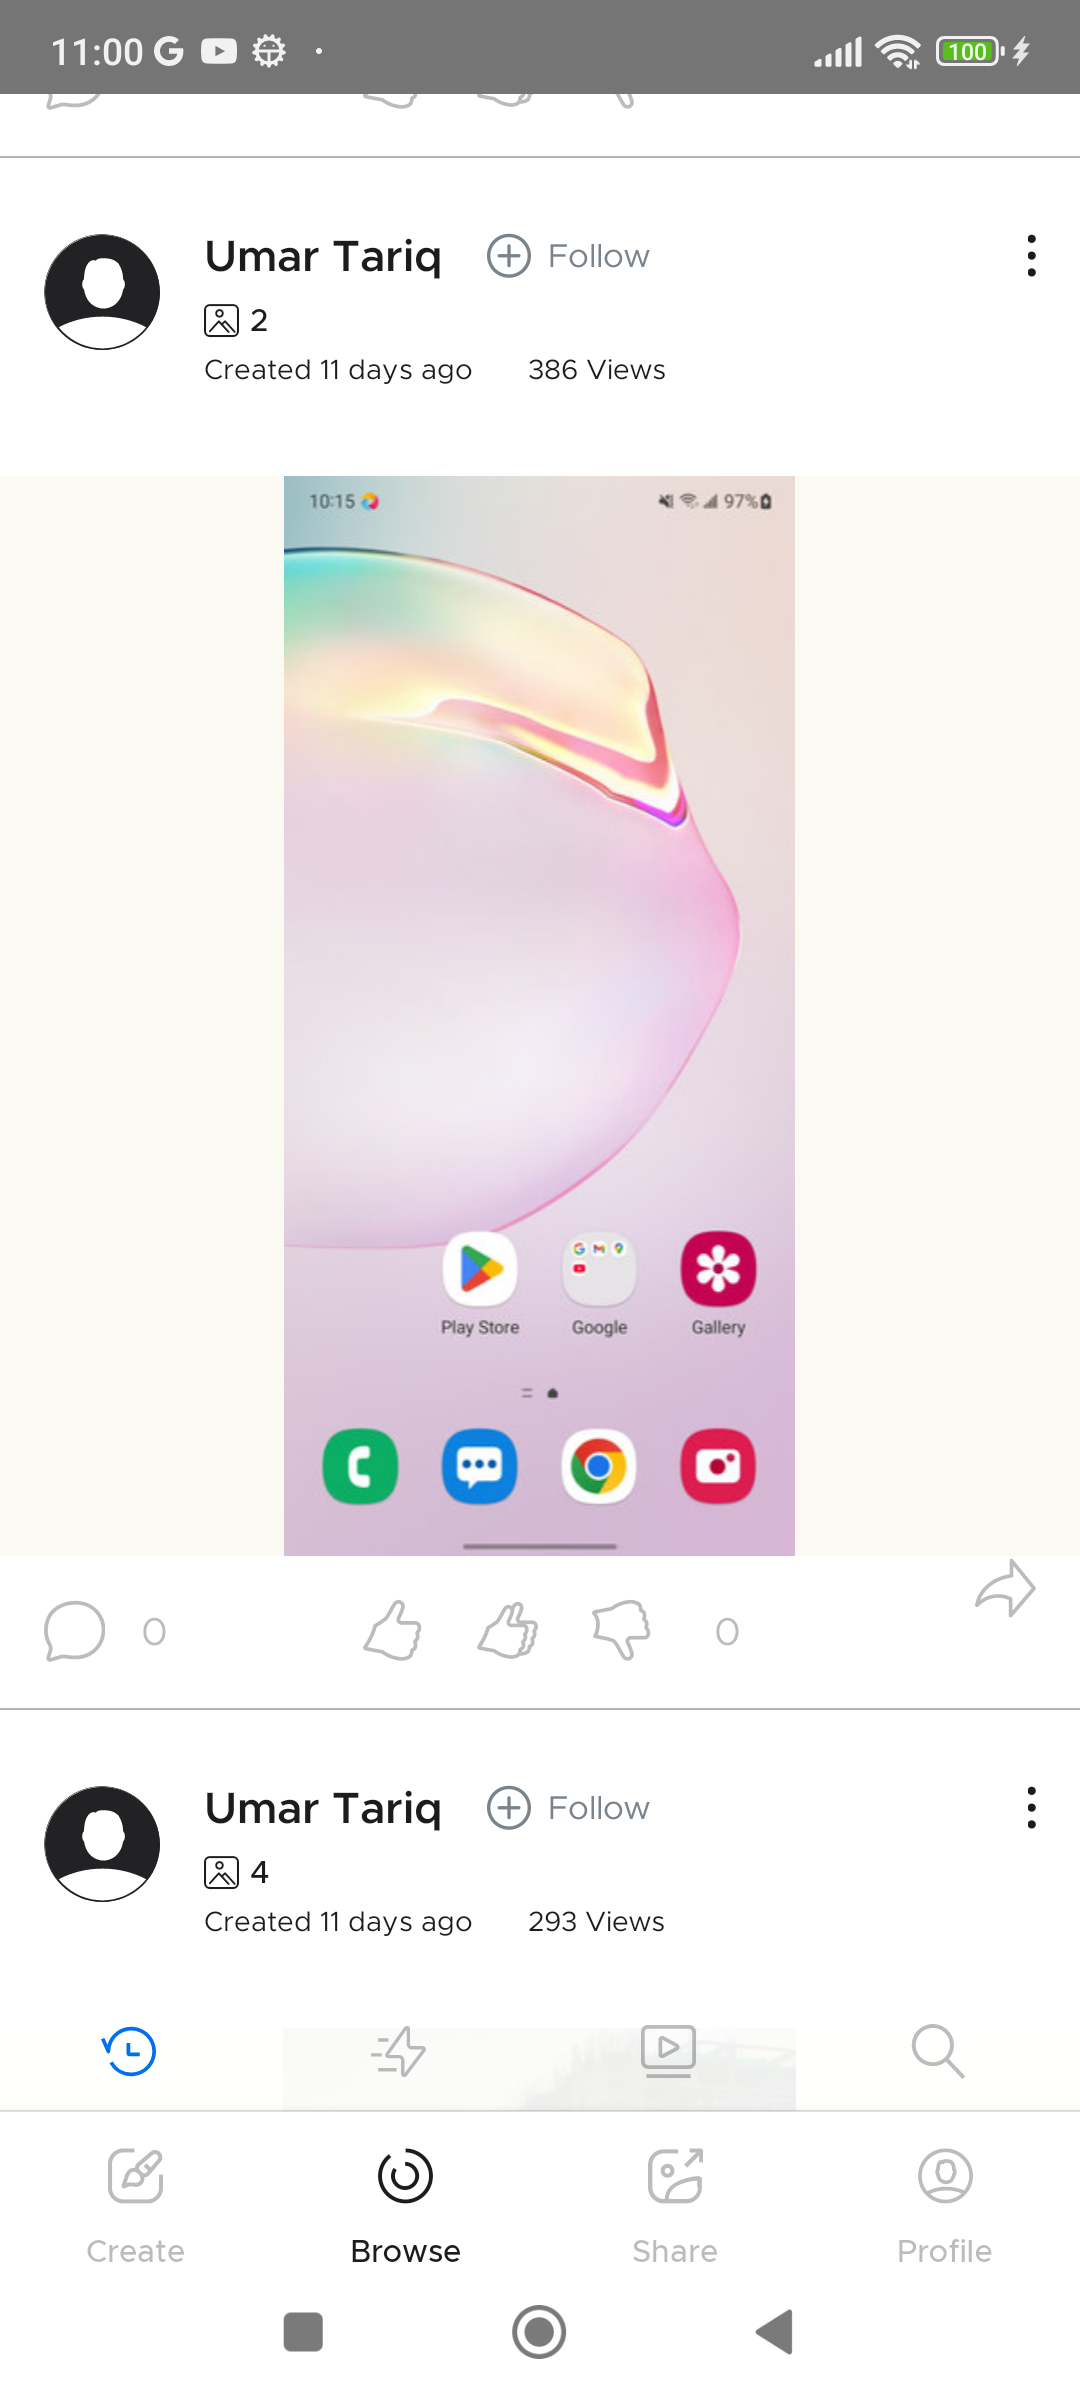 11:00
100
Umar Tariq
Follow
2
Created 11 days ago
386 Views
10:15
97%
Play Store
Google
Gallery
0
0
Umar Tariq
Follow
4
Created 11 days ago
293 Views
Create
Browse
Share
Profile